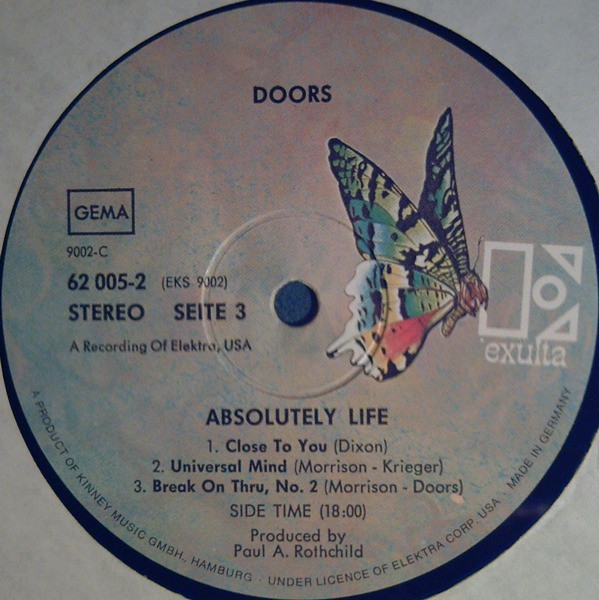 DOORS
GEMA
9002-C
62 005-2 (EKS 9002)
STEREO SEITE 3
A Recording Of Elektra, USA
exulta
ABSOLUTELY LIFE
1. Close To You (Dixon)
2. Universal Mind (Morrison - Krieger)
3. Break On Thru, No. 2 (Morrison - Doors)
SIDE TIME (18:00)
Produced by
Paul A. Rothchild
A PRODUCT OF KINNEY MUSIC GMBH, HAMBURG · UNDER LICENCE OF ELEKTRA CORP. USA · MADE IN GERMANY